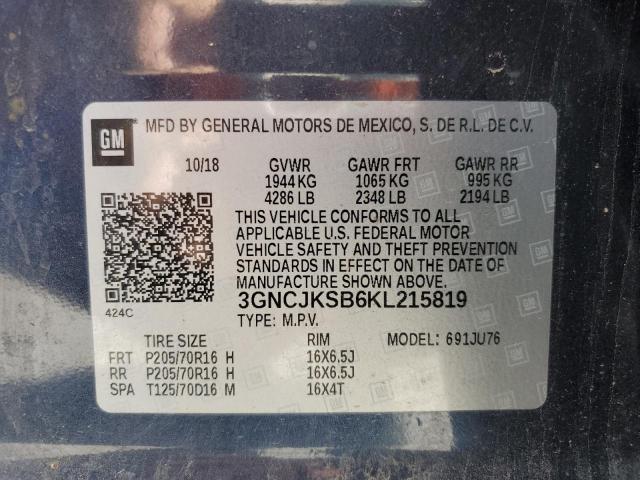 GM
MFD BY GENERAL MOTORS DE MEXICO, S. DE R.L. DE C.V.
10/18 GVWR GAWR FRT GAWR RR
1944 KG 1065 KG 995 KG
4286 LB 2348 LB 2194 LB
THIS VEHICLE CONFORMS TO ALL
APPLICABLE U.S. FEDERAL MOTOR
VEHICLE SAFETY AND THEFT PREVENTION
STANDARDS IN EFFECT ON THE DATE OF
MANUFACTURE SHOWN ABOVE.
3GNCJKSB6KL215819
424C
TYPE: M.P.V.
TIRE SIZE RIM MODEL: 691JU76
FRT P205/70R16 H 16X6.5J
RR P205/70R16 H 16X6.5J
SPA T125/70D16 M 16X4T